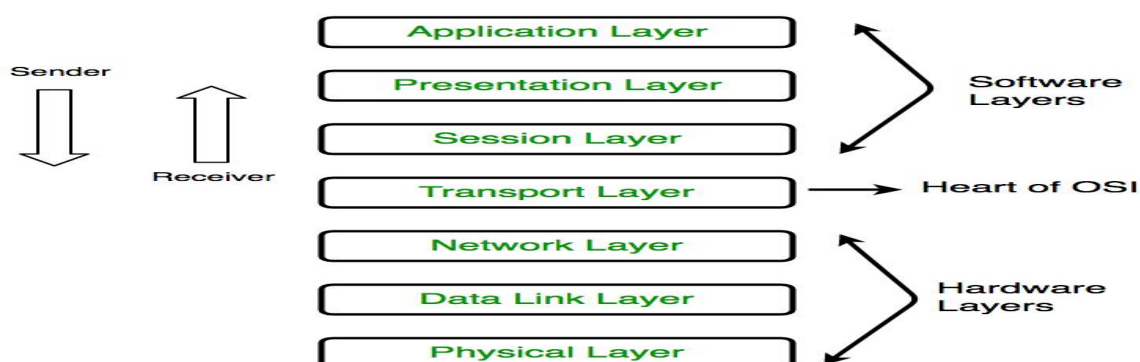 Sender
Receiver
Application Layer
Presentation Layer
Session Layer
Transport Layer
Network Layer
Data Link Layer
Physical Layer
Software
Layers
Heart of OSI
Hardware
Layers